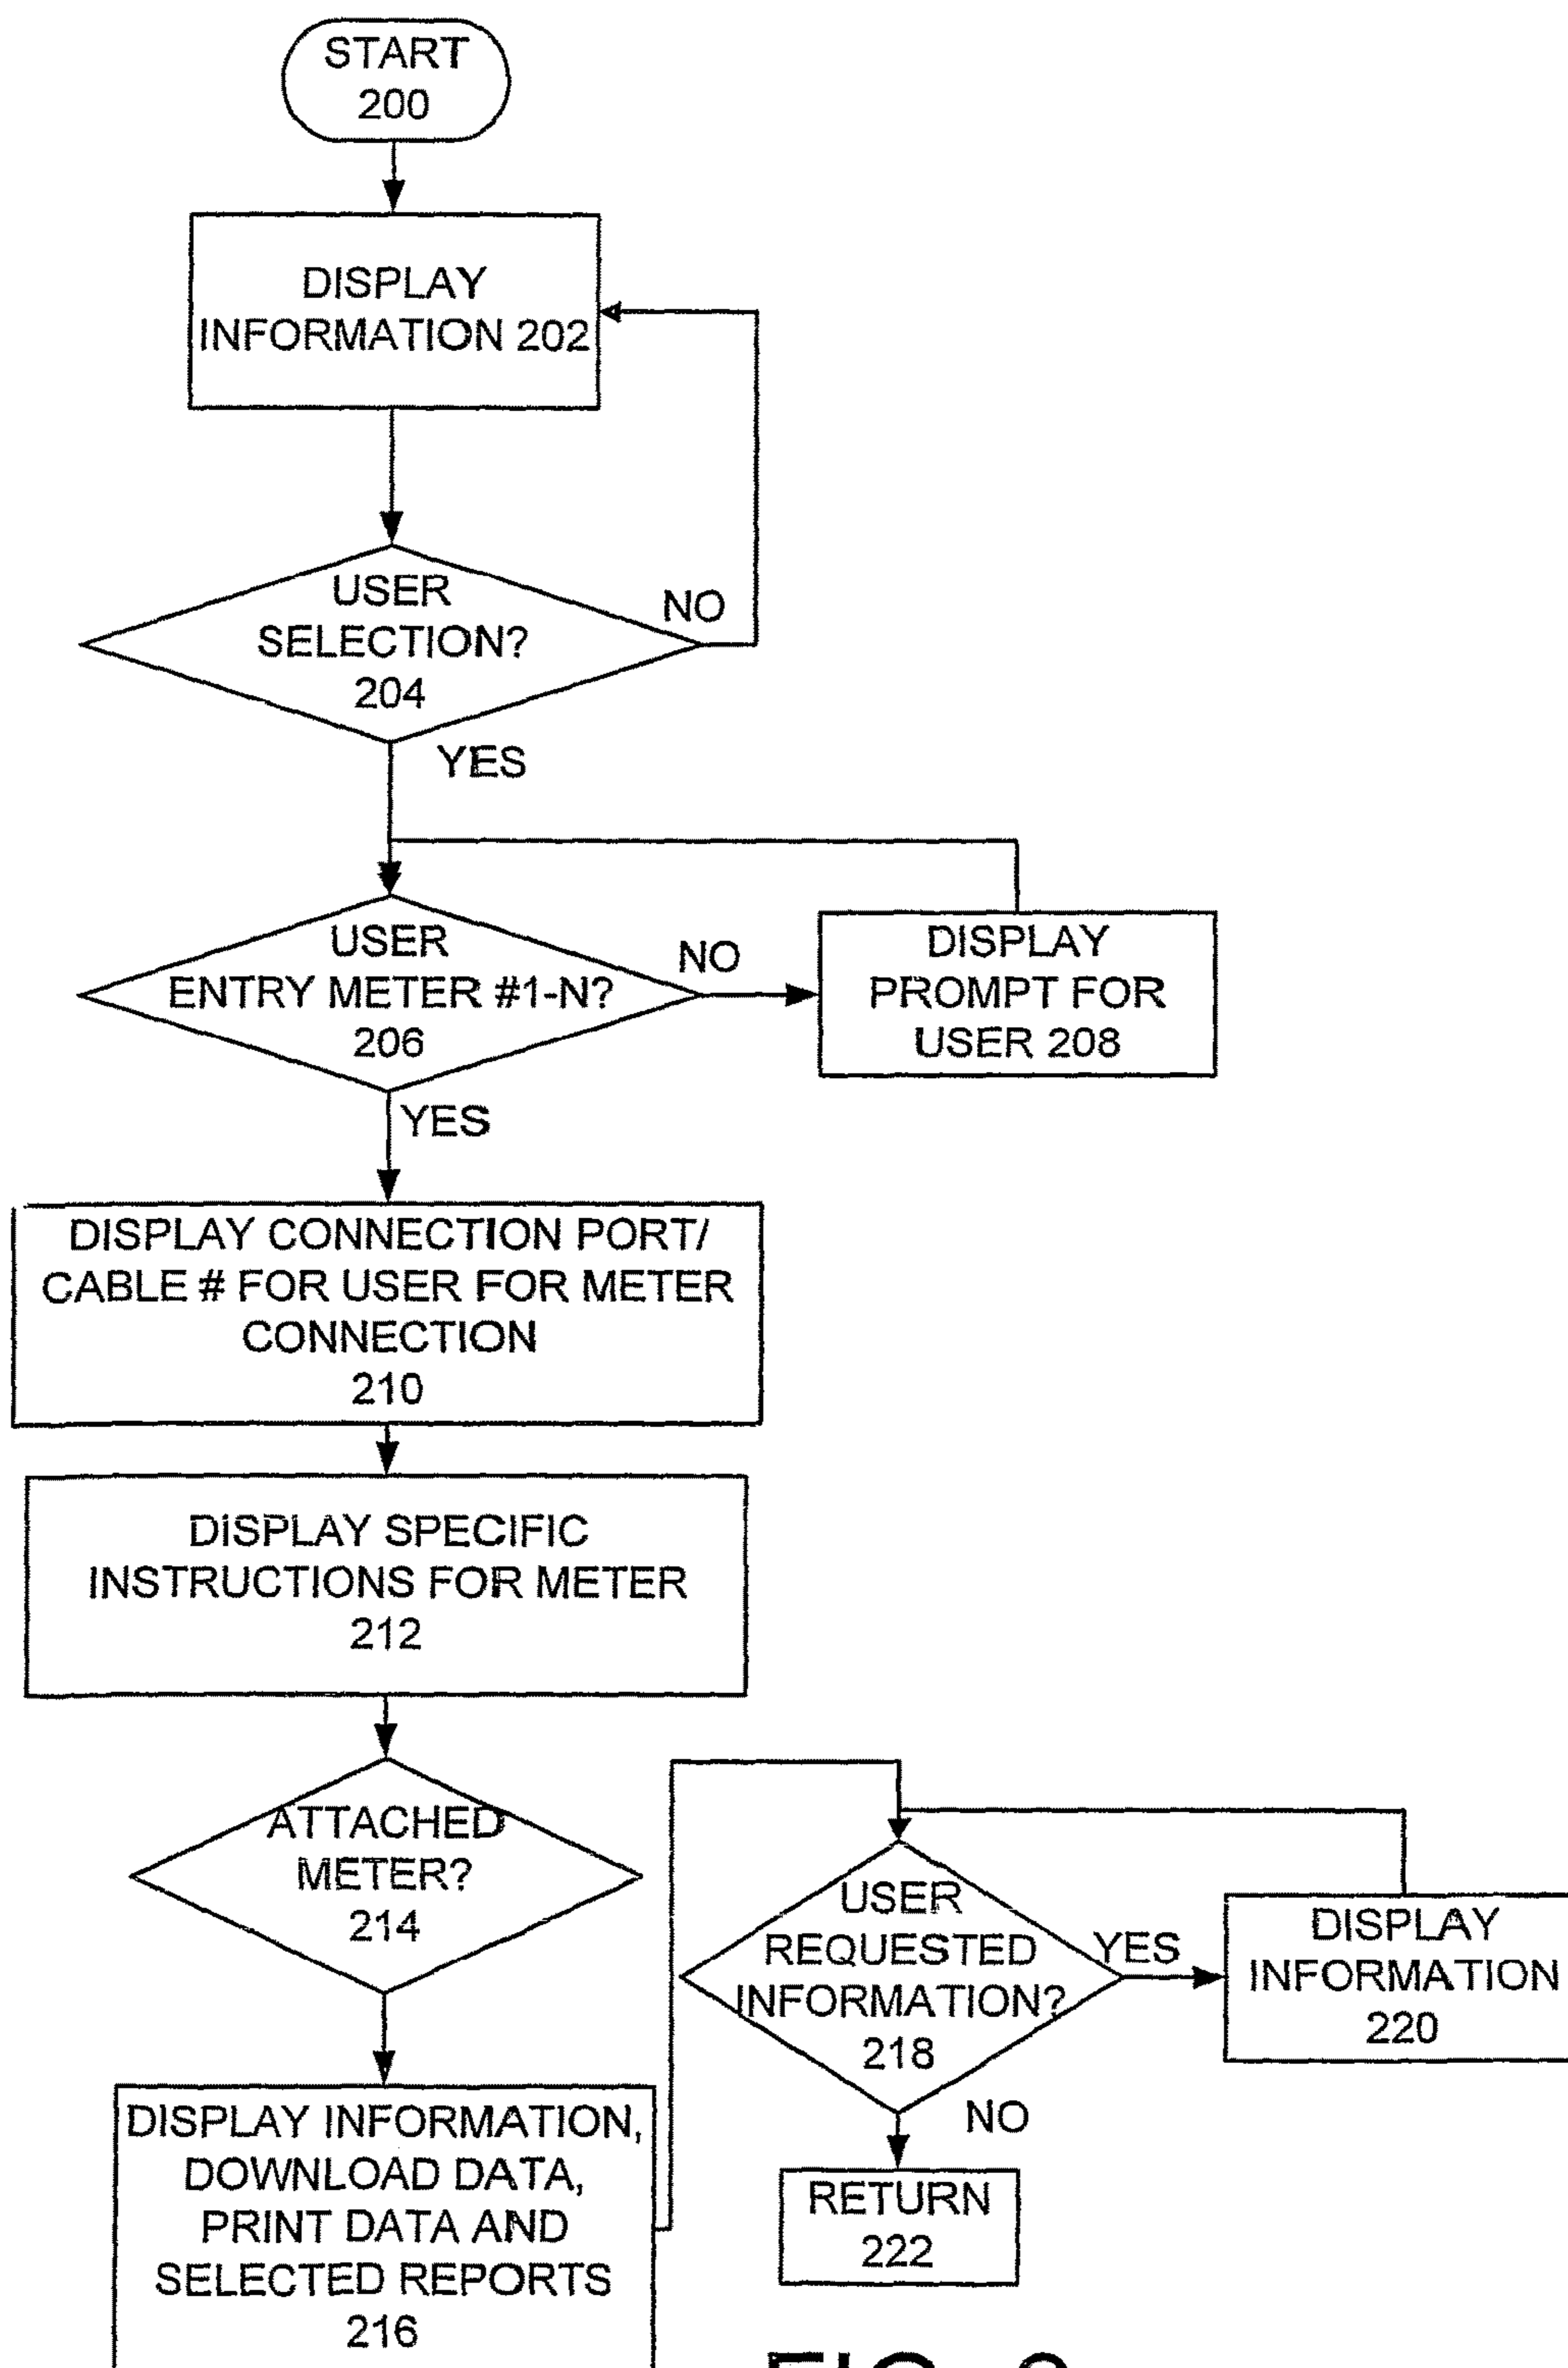 START
200
DISPLAY
INFORMATION 202
USER
SELECTION?
204
NO
YES
USER
ENTRY METER #1-N?
206
NO
DISPLAY
PROMPT FOR
USER 208
YES
DISPLAY CONNECTION PORT/
CABLE # FOR USER FOR METER
CONNECTION
210
DISPLAY SPECIFIC
INSTRUCTIONS FOR METER
212
ATTACHED
METER?
214
USER
REQUESTED
INFORMATION?
218
YES
DISPLAY
INFORMATION
220
NO
RETURN
222
DISPLAY INFORMATION,
DOWNLOAD DATA,
PRINT DATA AND
SELECTED REPORTS
216
FIG.